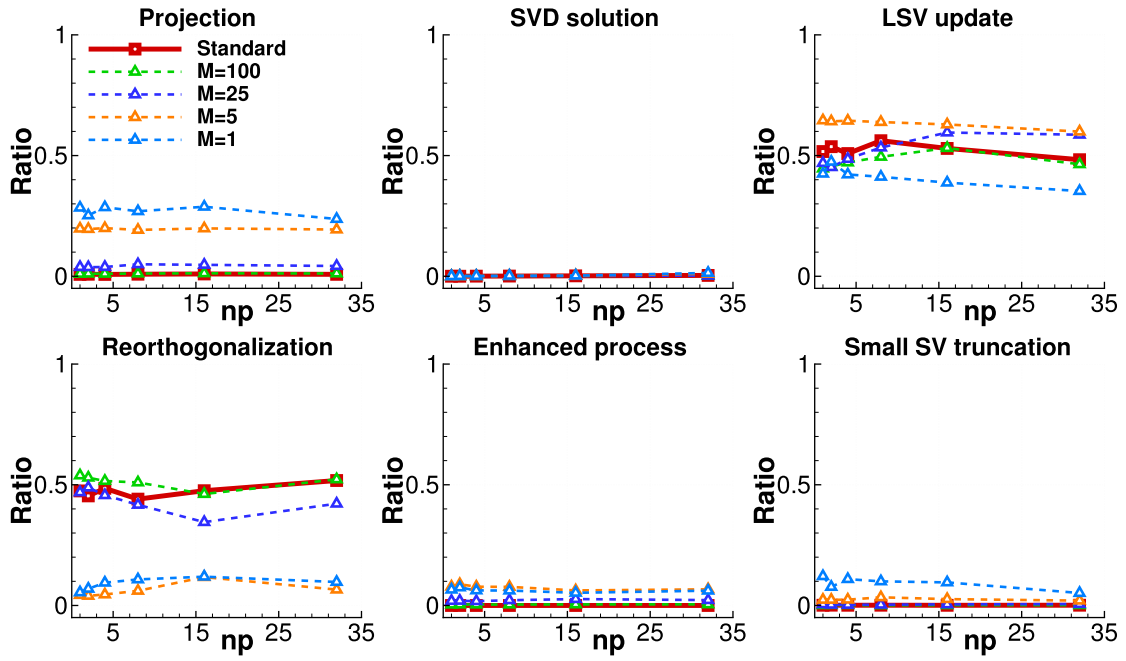 Projection
1
0.5
0
Ratio
5
15
25
35
np
Standard
M=100
M=25
M=5
M=1
SVD solution
1
0.5
0
Ratio
5
15
25
35
np
LSV update
1
0.5
0
Ratio
5
15
25
35
np
Reorthogonalization
1
0.5
0
Ratio
5
15
25
35
np
Enhanced process
1
0.5
0
Ratio
5
15
25
35
np
Small SV truncation
1
0.5
0
Ratio
5
15
25
35
np